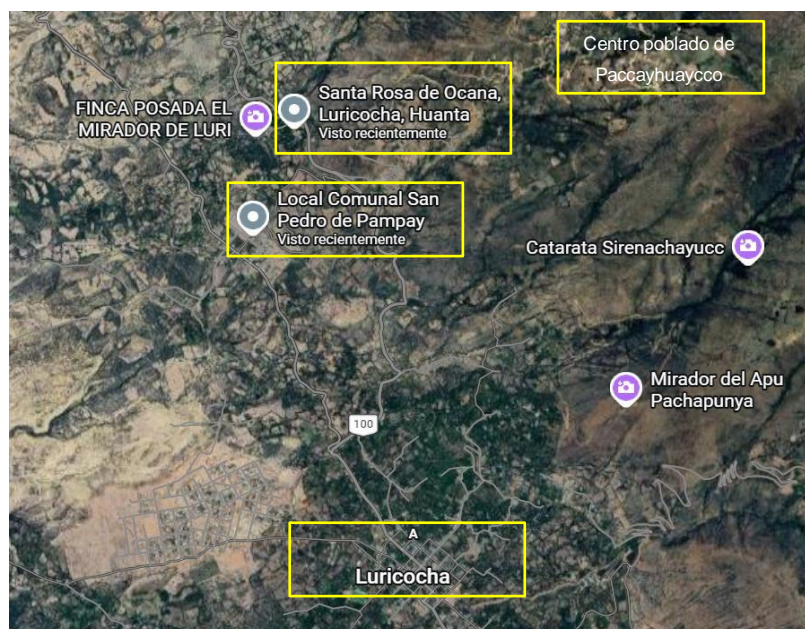 Centro poblado de
Paccayhuaycco
Santa Rosa de Ocana,
Luricocha, Huanta
Visto recientemente
FINCA POSADA EL
MIRADOR DE LURI
Local Comunal San
Pedro de Pampay
Visto recientemente
Catarata Sirenachayucc
Mirador del Apu
Pachapunya
100
A
Luricocha